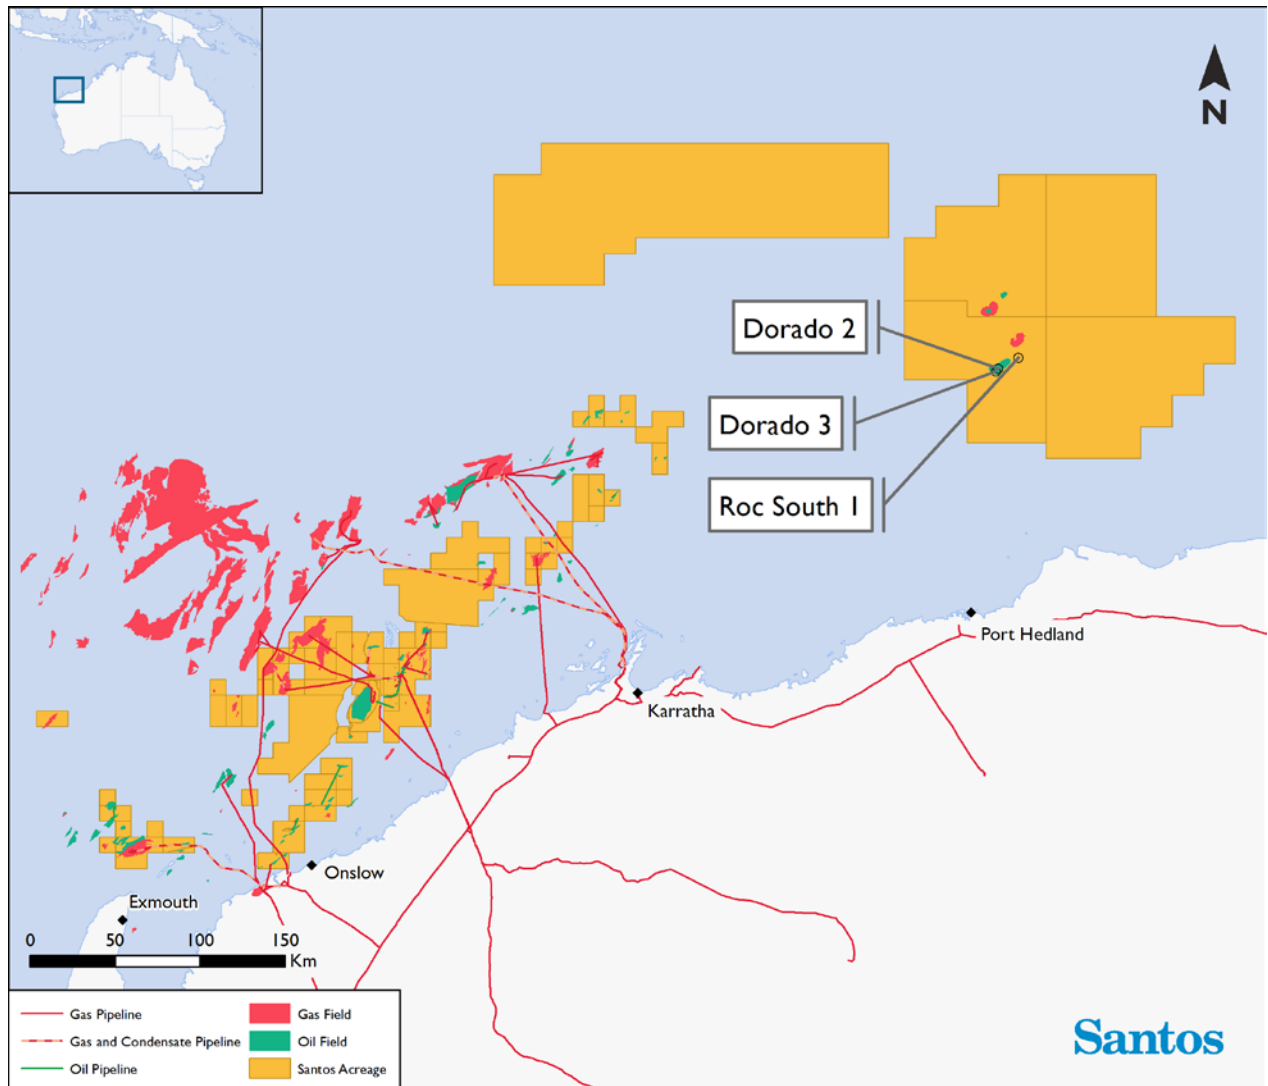 N
Dorado 2
Dorado 3
Roc South 1
Port Hedland
Karratha
Onslow
Exmouth
0 50 100 150
Km
Gas Pipeline
Gas and Condensate Pipeline
Oil Pipeline
Gas Field
Oil Field
Santos Acreage
Santos